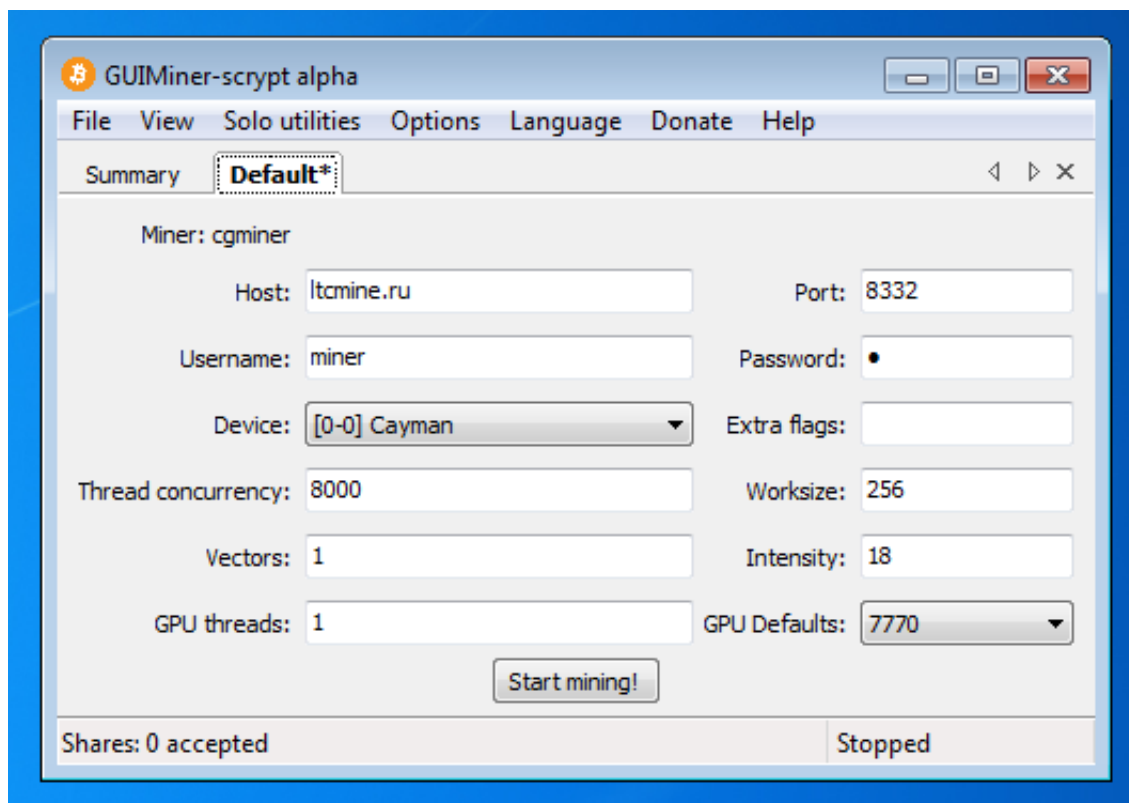 GUIMiner-scrypt alpha
File View Solo utilities Options Language Donate Help
Summary Default*
Miner: cgminer
Host: ltcmine.ru Port: 8332
Username: miner Password: •
Device: [0-0] Cayman Extra flags:
Thread concurrency: 8000 Worksize: 256
Vectors: 1 Intensity: 18
GPU threads: 1 GPU Defaults: 7770
Start mining!
Shares: 0 accepted Stopped